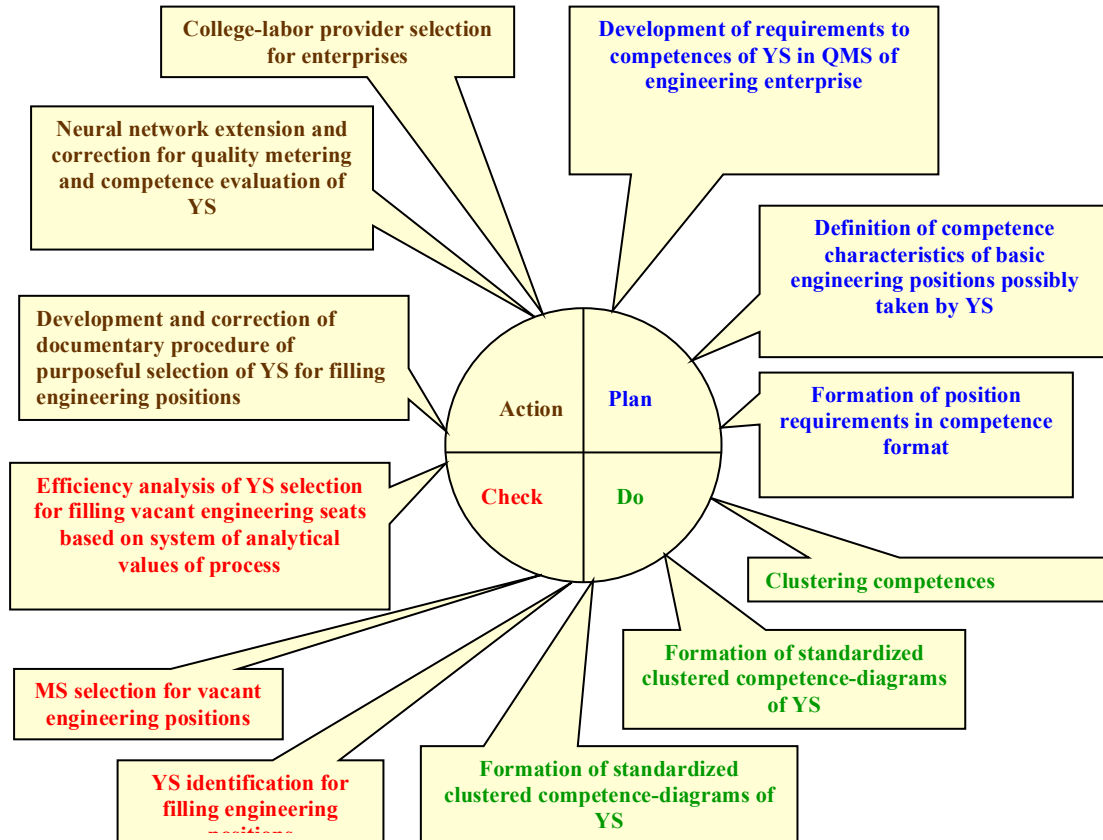 College-labor provider selection
for enterprises
Development of requirements to
competences of YS in QMS of
engineering enterprise
Neural network extension and
correction for quality metering
and competence evaluation of
YS
Definition of competence
characteristics of basic
engineering positions possibly
taken by YS
Development and correction of
documentary procedure of
purposeful selection of YS for filling
engineering positions
Action
Plan
Formation of position
requirements in competence
format
Efficiency analysis of YS selection
for filling vacant engineering seats
based on system of analytical
values of process
Check
Do
Clustering competences
Formation of standardized
clustered competence-diagrams
of YS
MS selection for vacant
engineering positions
YS identification for
filling engineering
positions
Formation of standardized
clustered competence-diagrams of
YS